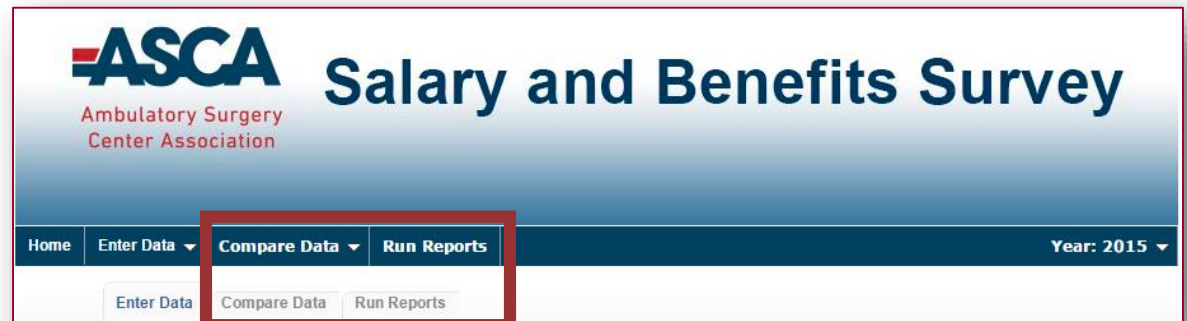 ASCA
Ambulatory Surgery
Center Association
Salary and Benefits Survey
Home Enter Data Compare Data Run Reports Year: 2015
Enter Data Compare Data Run Reports